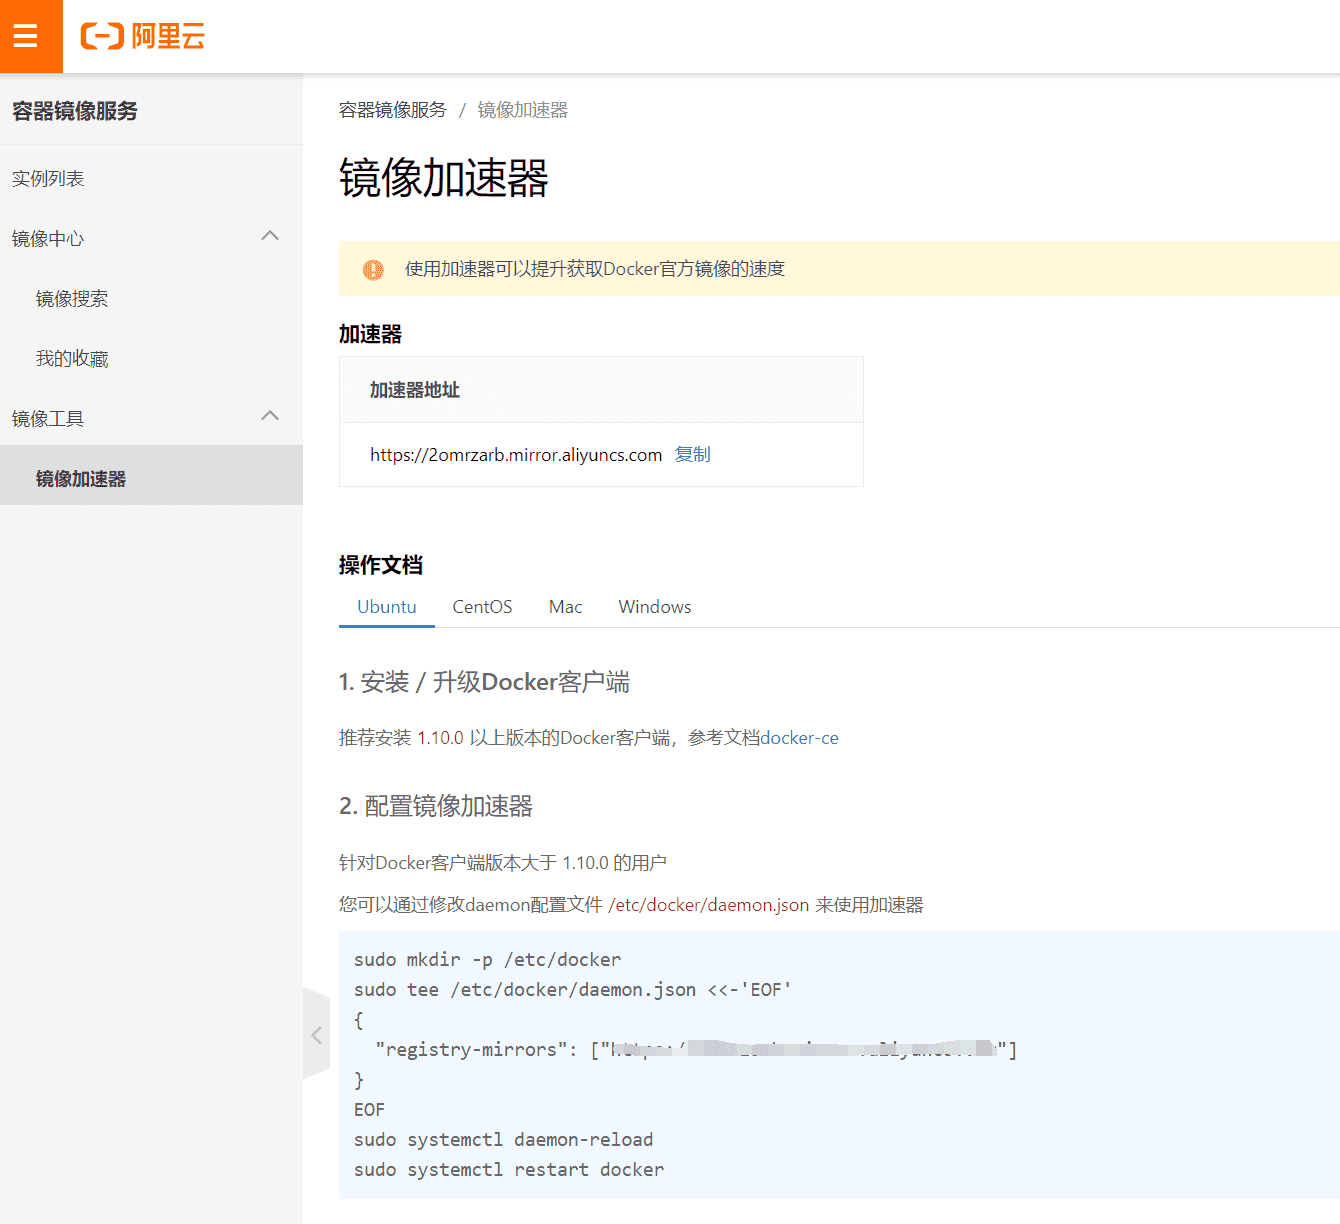 阿里云
容器镜像服务
实例列表
镜像中心
镜像搜索
我的收藏
镜像工具
镜像加速器
容器镜像服务 / 镜像加速器
镜像加速器
使用加速器可以提升获取Docker官方镜像的速度
加速器
加速器地址
https://2omrzarb.mirror.aliyuncs.com 复制
操作文档
Ubuntu CentOS Mac Windows
1. 安装 / 升级Docker客户端
推荐安装 1.10.0 以上版本的Docker客户端，参考文档docker-ce
2. 配置镜像加速器
针对Docker客户端版本大于 1.10.0 的用户
您可以通过修改daemon配置文件 /etc/docker/daemon.json 来使用加速器
sudo mkdir -p /etc/docker
sudo tee /etc/docker/daemon.json <<-'EOF'
{
"registry-mirrors": [""]
}
EOF
sudo systemctl daemon-reload
sudo systemctl restart docker